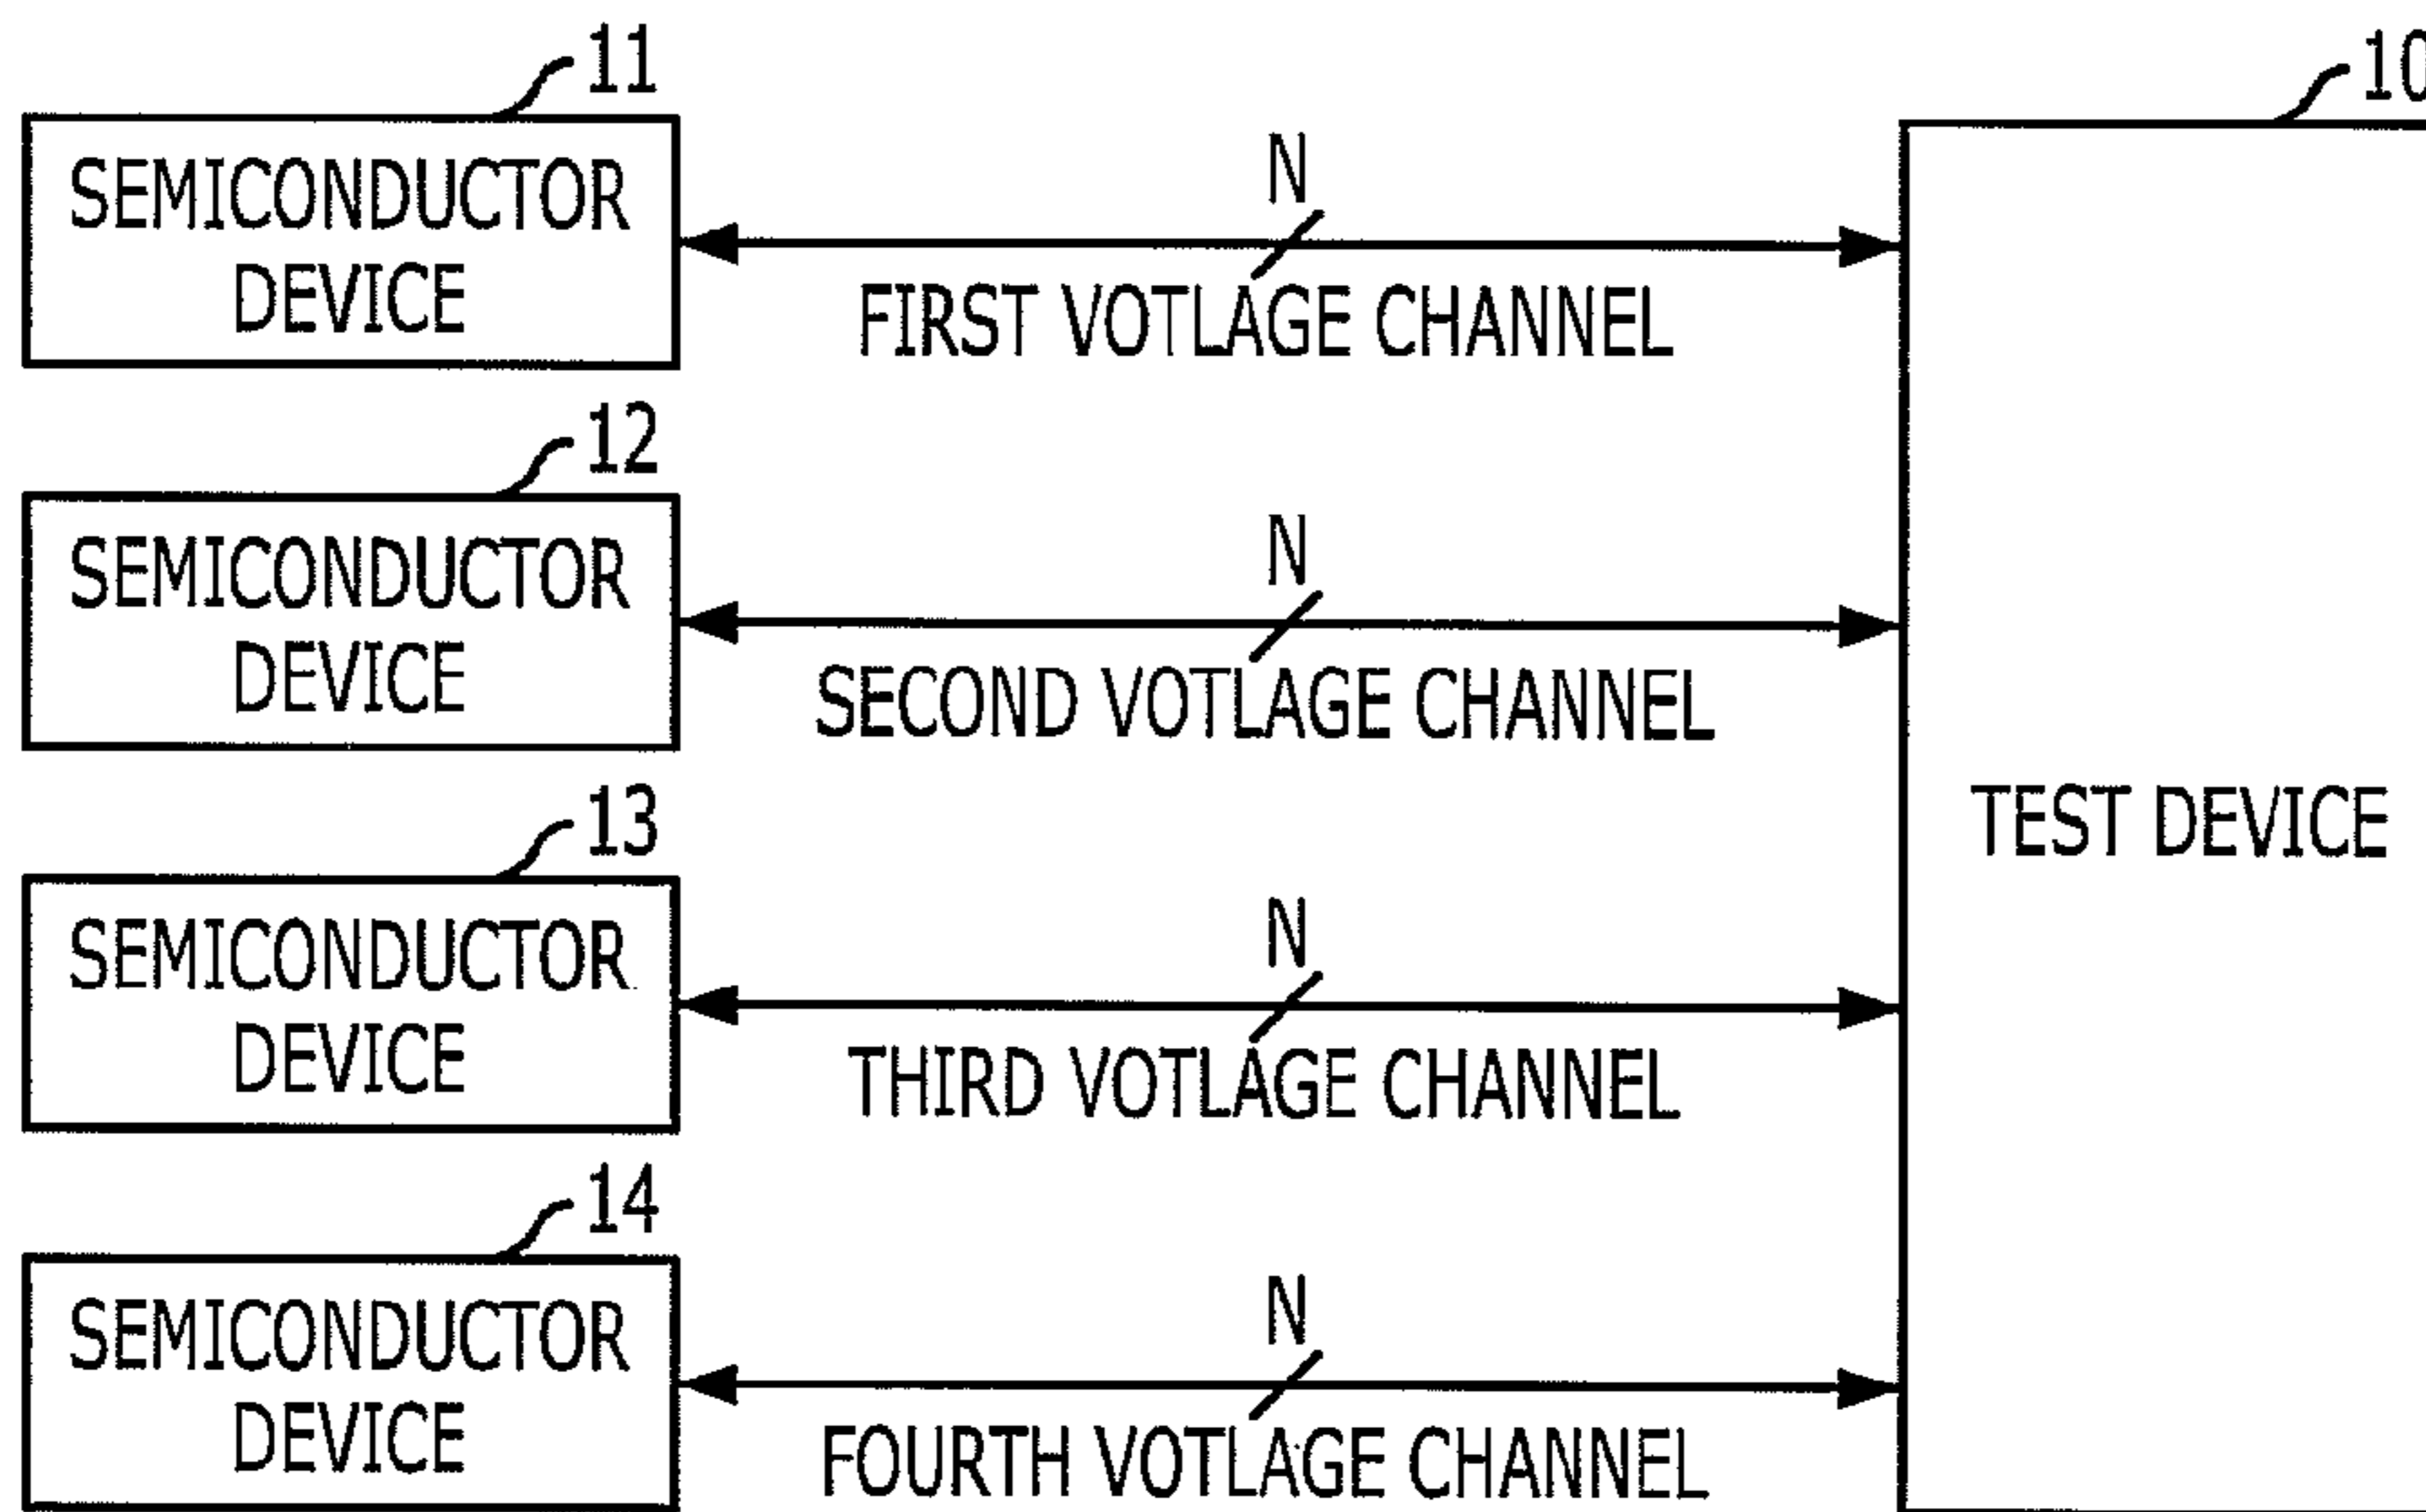 11
10
SEMICONDUCTOR
DEVICE
N
FIRST VOTLAGE CHANNEL
12
SEMICONDUCTOR
DEVICE
N
SECOND VOTLAGE CHANNEL
TEST DEVICE
13
SEMICONDUCTOR
DEVICE
N
THIRD VOTLAGE CHANNEL
14
SEMICONDUCTOR
DEVICE
N
FOURTH VOTLAGE CHANNEL